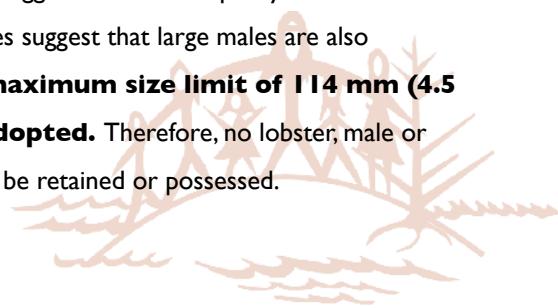 es suggest that large males are also
maximum size limit of 114 mm (4.5
dopted. Therefore, no lobster, male or
be retained or possessed.